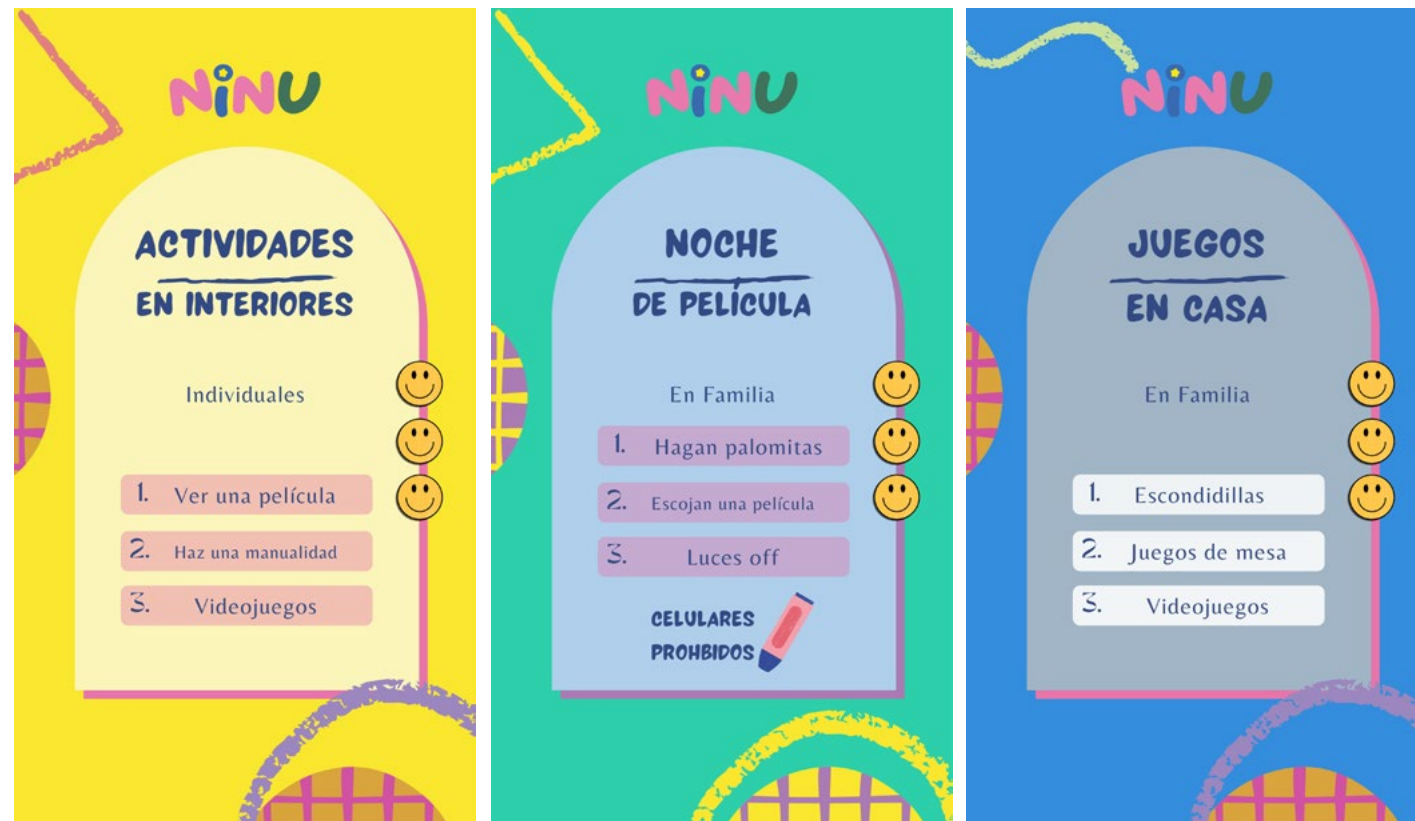 NiNU
ACTIVIDADES
EN INTERIORES
Individuales
1. Ver una película
2. Haz una manualidad
3. Videojuegos
NiNU
NOCHE
DE PELÍCULA
En Familia
1. Hagan palomitas
2. Escojan una película
3. Luces off
CELULARES
PROHBIDOS
NiNU
JUEGOS
EN CASA
En Familia
1. Escondidillas
2. Juegos de mesa
3. Videojuegos